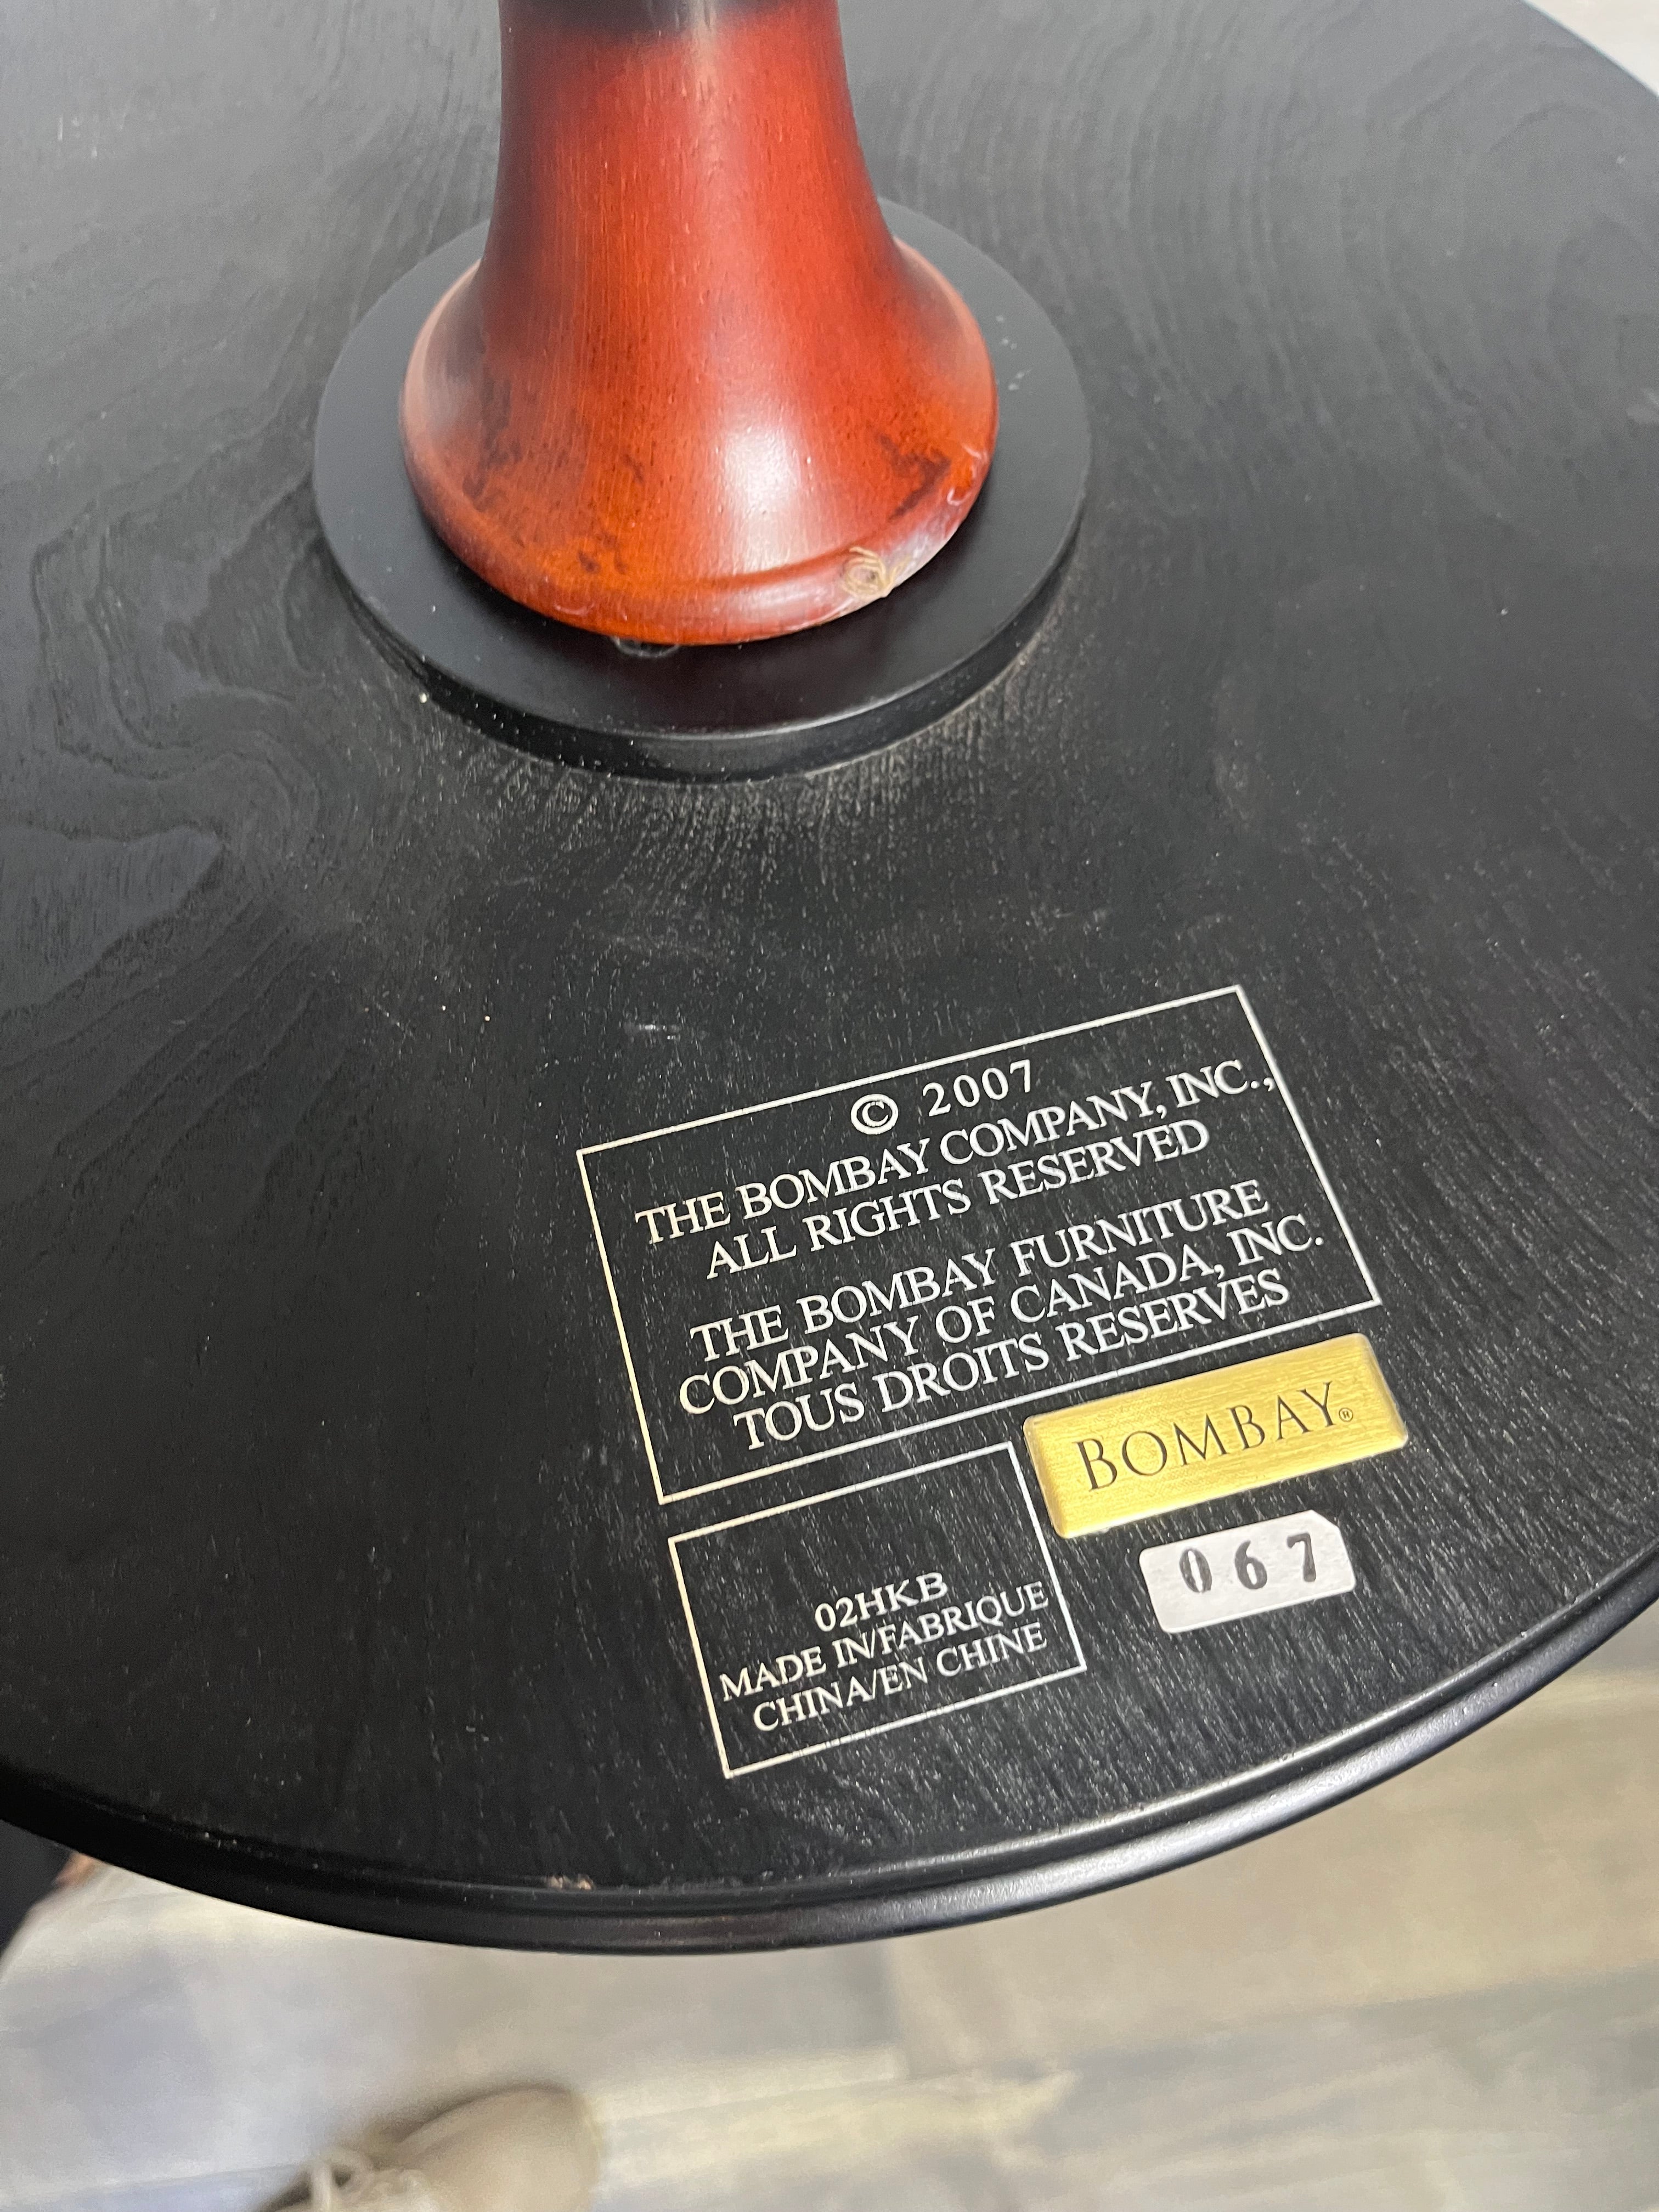 © 2007
THE BOMBAY COMPANY, INC.,
ALL RIGHTS RESERVED
THE BOMBAY FURNITURE
COMPANY OF CANADA, INC.
TOUS DROITS RESERVES
BOMBAY®
067
02HKB
MADE IN/FABRIQUE
CHINA/EN CHINE